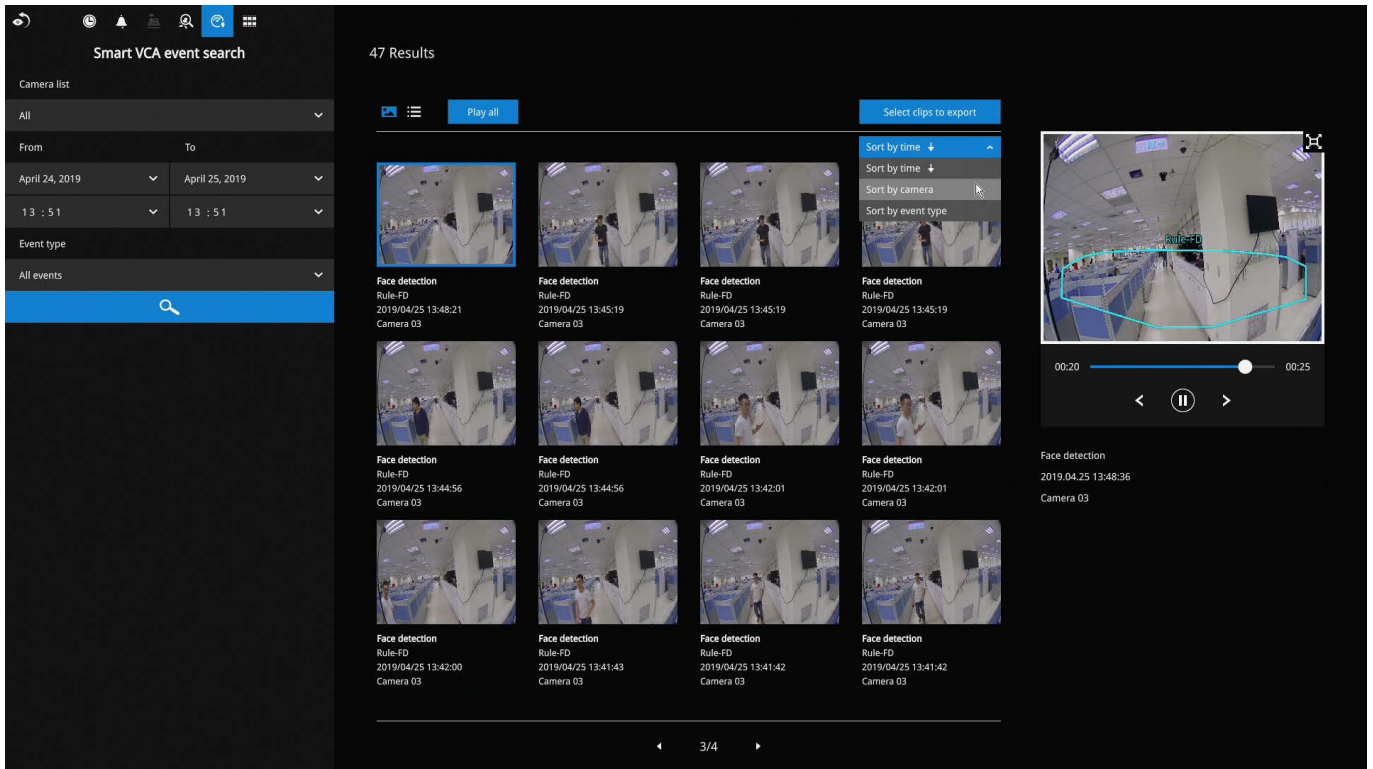 Smart VCA event search
Camera list
All
From To
April 24, 2019 April 25, 2019
13 : 51 13 : 51
Event type
All events
47 Results
Play all
Select clips to export
Sort by time
Sort by time
Sort by camera
Sort by event type
Face detection
Rule-FD
2019/04/25 13:48:21
Camera 03
Face detection
Rule-FD
2019/04/25 13:45:19
Camera 03
Face detection
Rule-FD
2019/04/25 13:45:19
Camera 03
Face detection
Rule-FD
2019/04/25 13:45:19
Camera 03
Face detection
Rule-FD
2019/04/25 13:44:56
Camera 03
Face detection
Rule-FD
2019/04/25 13:44:56
Camera 03
Face detection
Rule-FD
2019/04/25 13:42:01
Camera 03
Face detection
Rule-FD
2019/04/25 13:42:01
Camera 03
Face detection
Rule-FD
2019/04/25 13:42:00
Camera 03
Face detection
Rule-FD
2019/04/25 13:41:43
Camera 03
Face detection
Rule-FD
2019/04/25 13:41:42
Camera 03
Face detection
Rule-FD
2019/04/25 13:41:42
Camera 03
3/4
Rule-FD
00:20 00:25
Face detection
2019.04.25 13:48:36
Camera 03